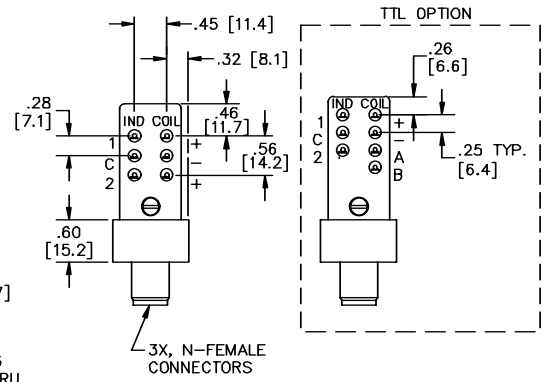 TTL OPTION
.45 [11.4]
.32 [8.1]
.28
[7.1]
IND COIL
.46
[11.7]
1 +
C −
2 +
.56
[14.2]
.60
[15.2]
3X, N-FEMALE
CONNECTORS
.26
[6.6]
IND COIL
1 +
C −
2 A
B
.25 TYP.
[6.4]
7]
RU